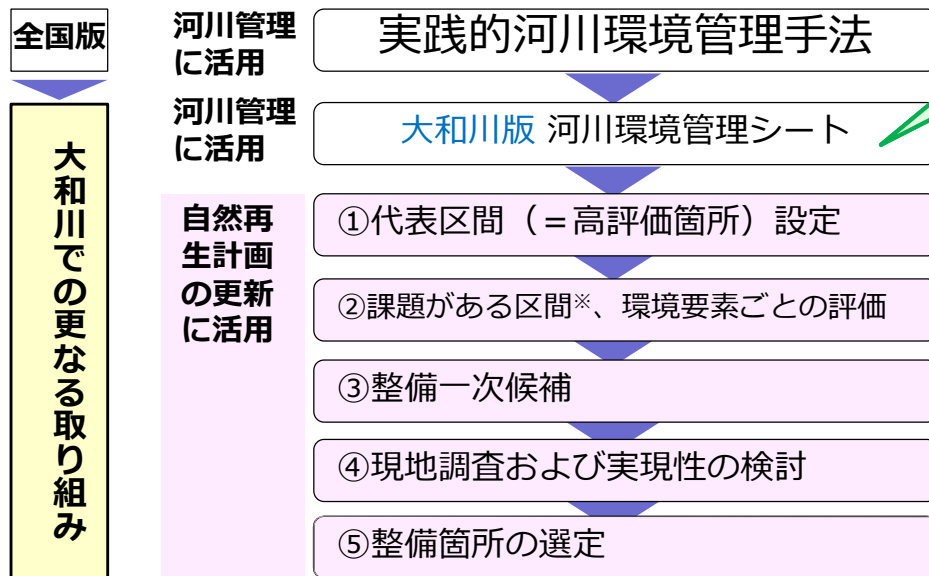 全国版
河川管理
に活用
実践的河川環境管理手法
大和川での更なる取り組み
河川管理
に活用
大和川版 河川環境管理シート
自然再
生計画
の更新
に活用
①代表区間（＝高評価箇所）設定
②課題がある区間※、環境要素ごとの評価
③整備一次候補
④現地調査および実現性の検討
⑤整備箇所の選定